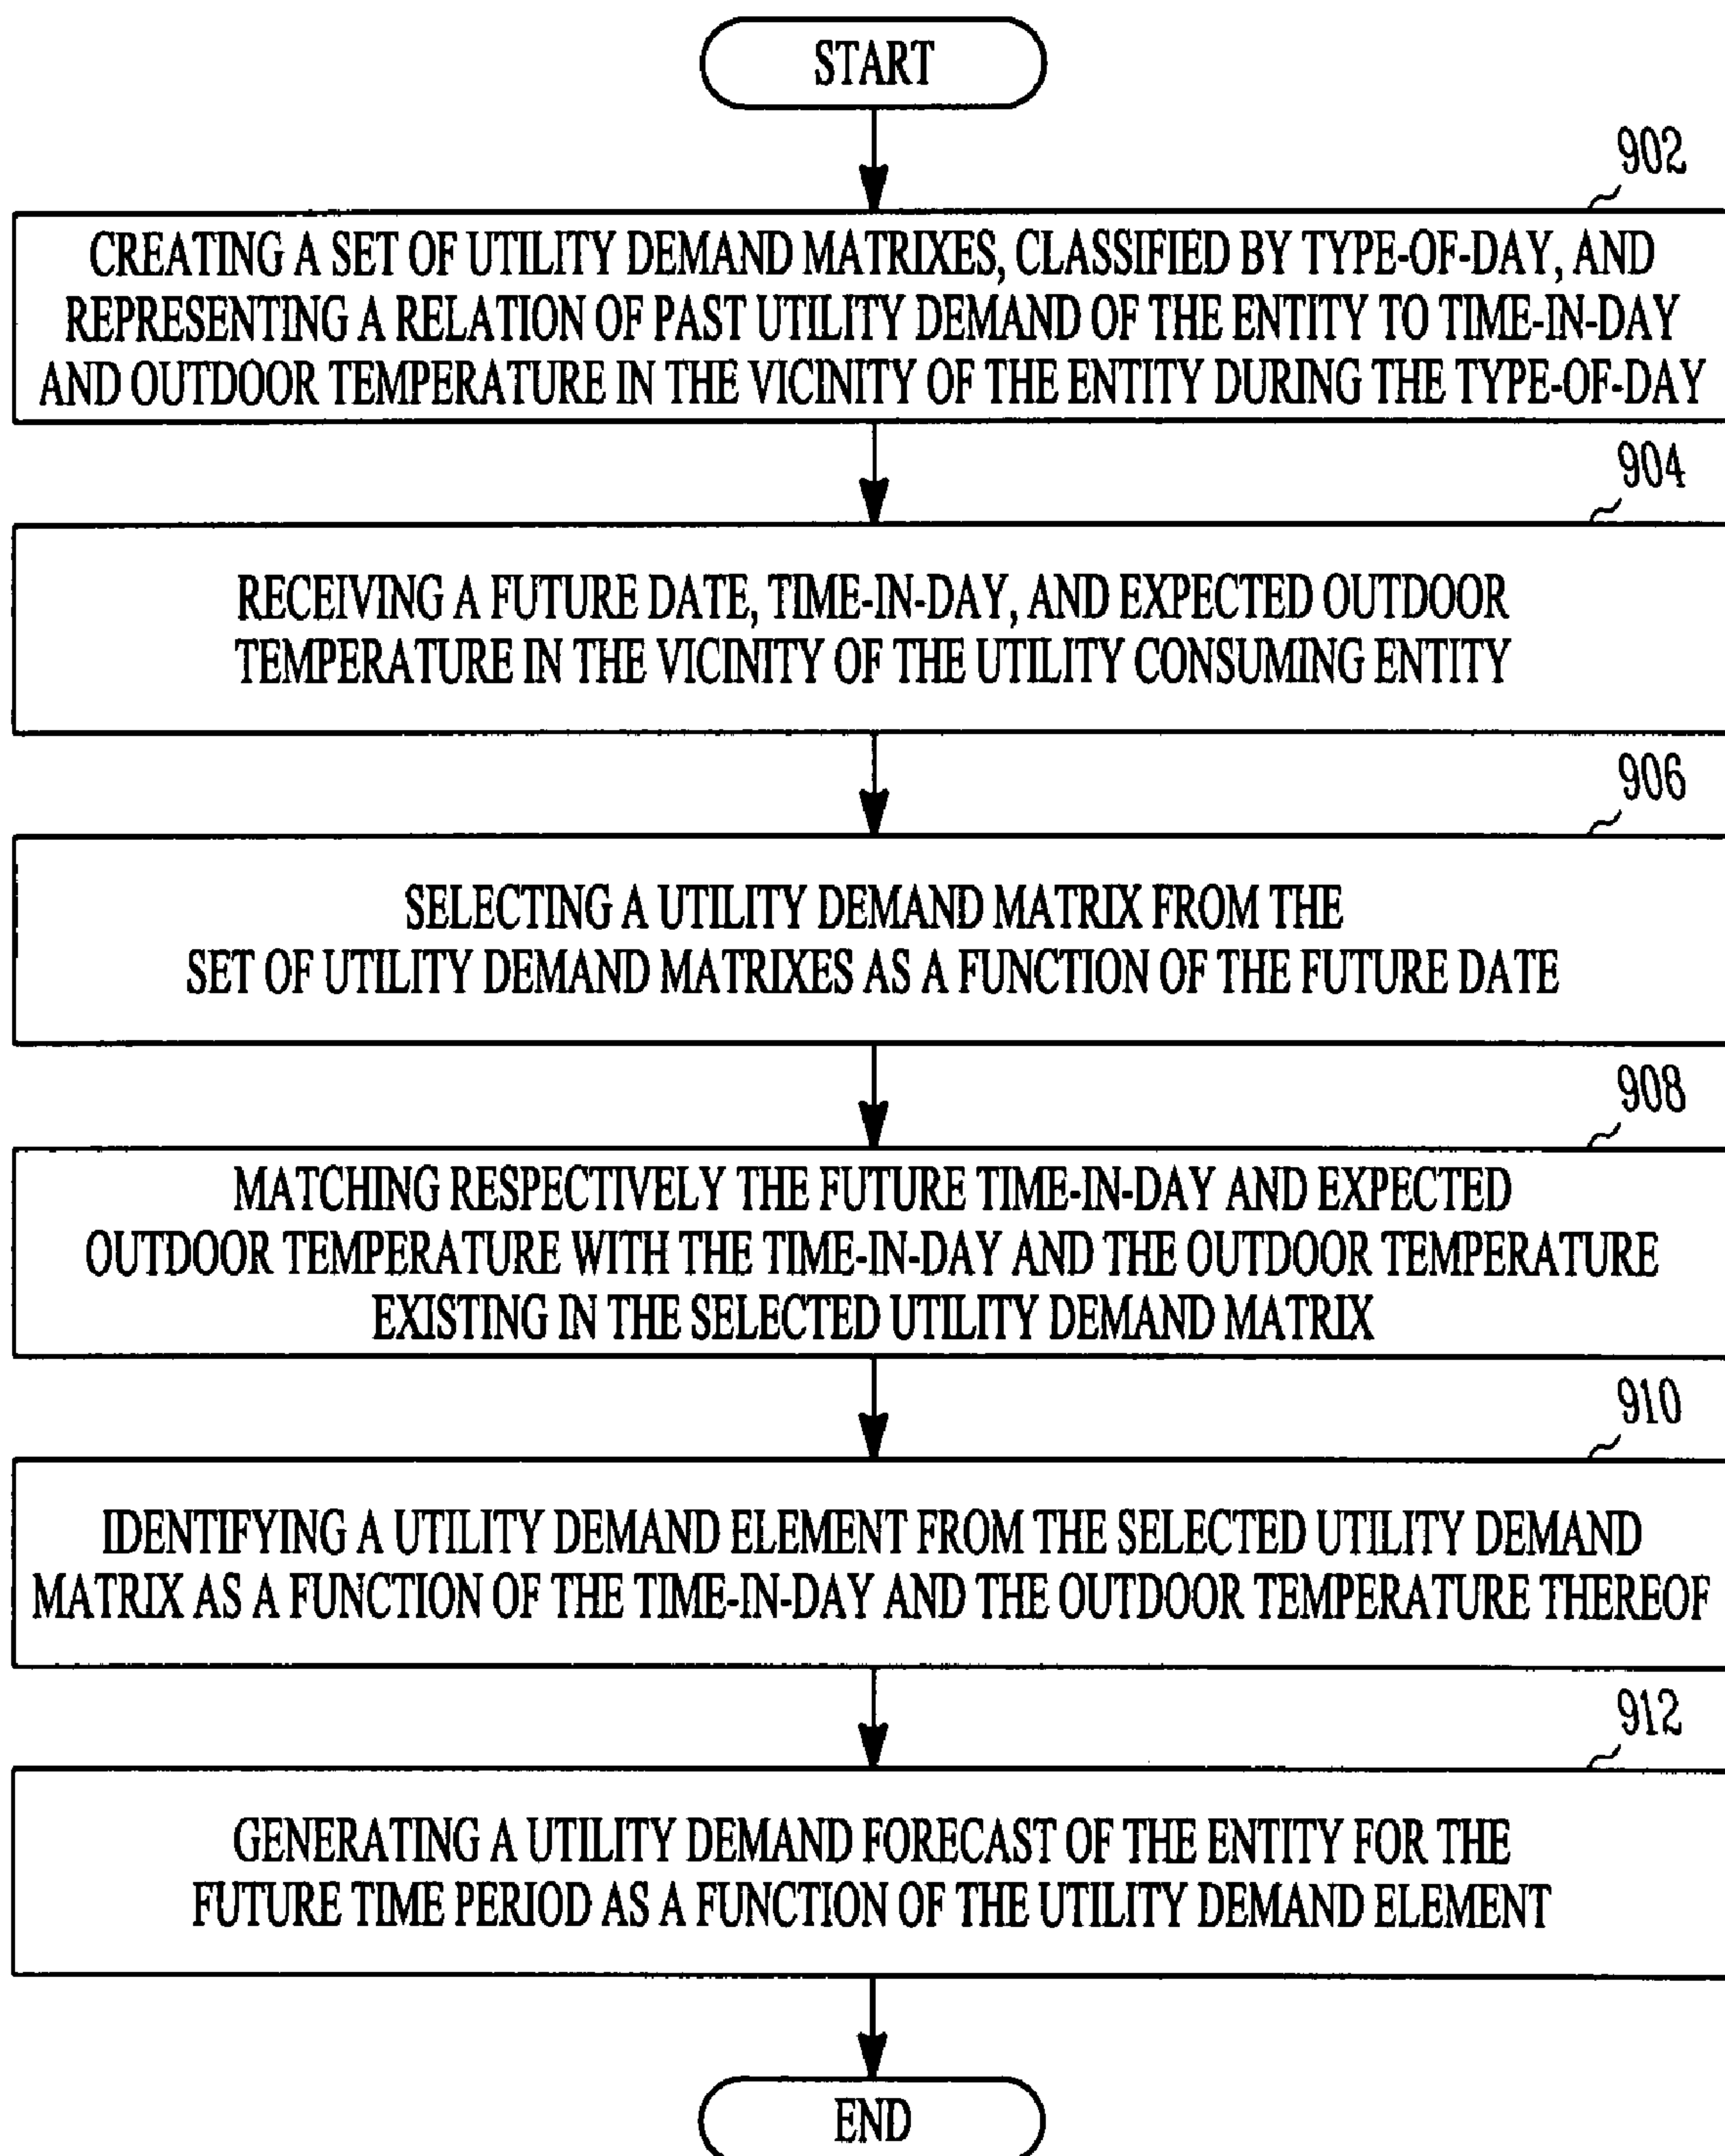 START
902
CREATING A SET OF UTILITY DEMAND MATRIXES, CLASSIFIED BY TYPE-OF-DAY, AND
REPRESENTING A RELATION OF PAST UTILITY DEMAND OF THE ENTITY TO TIME-IN-DAY
AND OUTDOOR TEMPERATURE IN THE VICINITY OF THE ENTITY DURING THE TYPE-OF-DAY
904
RECEIVING A FUTURE DATE, TIME-IN-DAY, AND EXPECTED OUTDOOR
TEMPERATURE IN THE VICINITY OF THE UTILITY CONSUMING ENTITY
906
SELECTING A UTILITY DEMAND MATRIX FROM THE
SET OF UTILITY DEMAND MATRIXES AS A FUNCTION OF THE FUTURE DATE
908
MATCHING RESPECTIVELY THE FUTURE TIME-IN-DAY AND EXPECTED
OUTDOOR TEMPERATURE WITH THE TIME-IN-DAY AND THE OUTDOOR TEMPERATURE
EXISTING IN THE SELECTED UTILITY DEMAND MATRIX
910
IDENTIFYING A UTILITY DEMAND ELEMENT FROM THE SELECTED UTILITY DEMAND
MATRIX AS A FUNCTION OF THE TIME-IN-DAY AND THE OUTDOOR TEMPERATURE THEREOF
912
GENERATING A UTILITY DEMAND FORECAST OF THE ENTITY FOR THE
FUTURE TIME PERIOD AS A FUNCTION OF THE UTILITY DEMAND ELEMENT
END